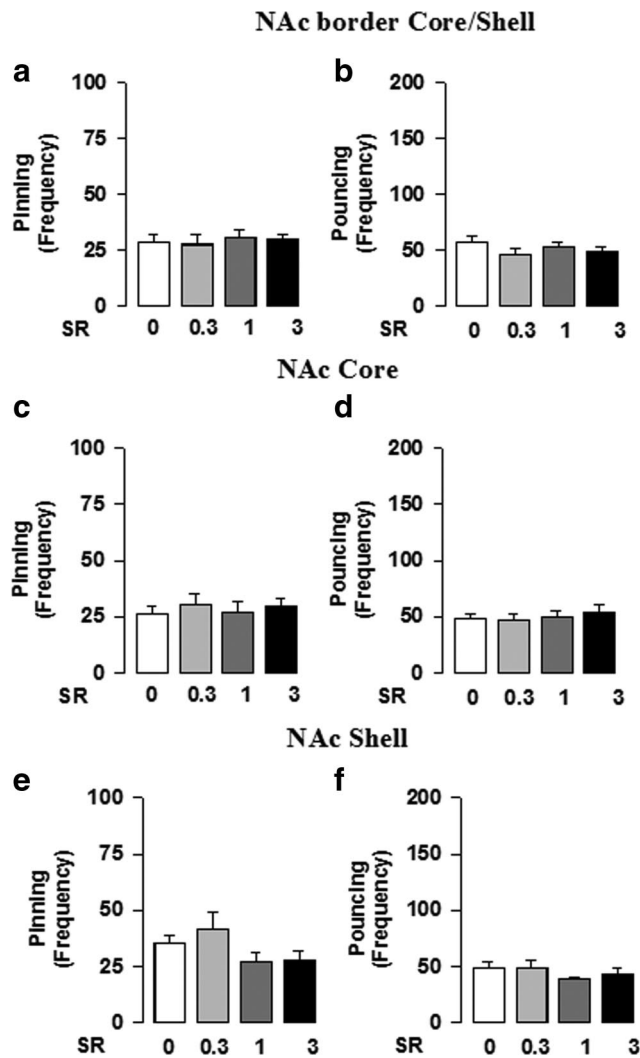 NAc border Core/Shell
a
100
75
50
25
0
Pinning
(Frequency)
SR 0 0.3 1 3
b
200
150
100
50
0
Pouncing
(Frequency)
0 0.3 1 3
NAc Core
c
100
75
50
25
0
Pinning
(Frequency)
SR 0 0.3 1 3
d
200
150
100
50
0
Pouncing
(Frequency)
SR 0 0.3 1 3
NAc Shell
e
100
75
50
25
0
Pinning
(Frequency)
SR 0 0.3 1 3
f
200
150
100
50
0
Pouncing
(Frequency)
SR 0 0.3 1 3